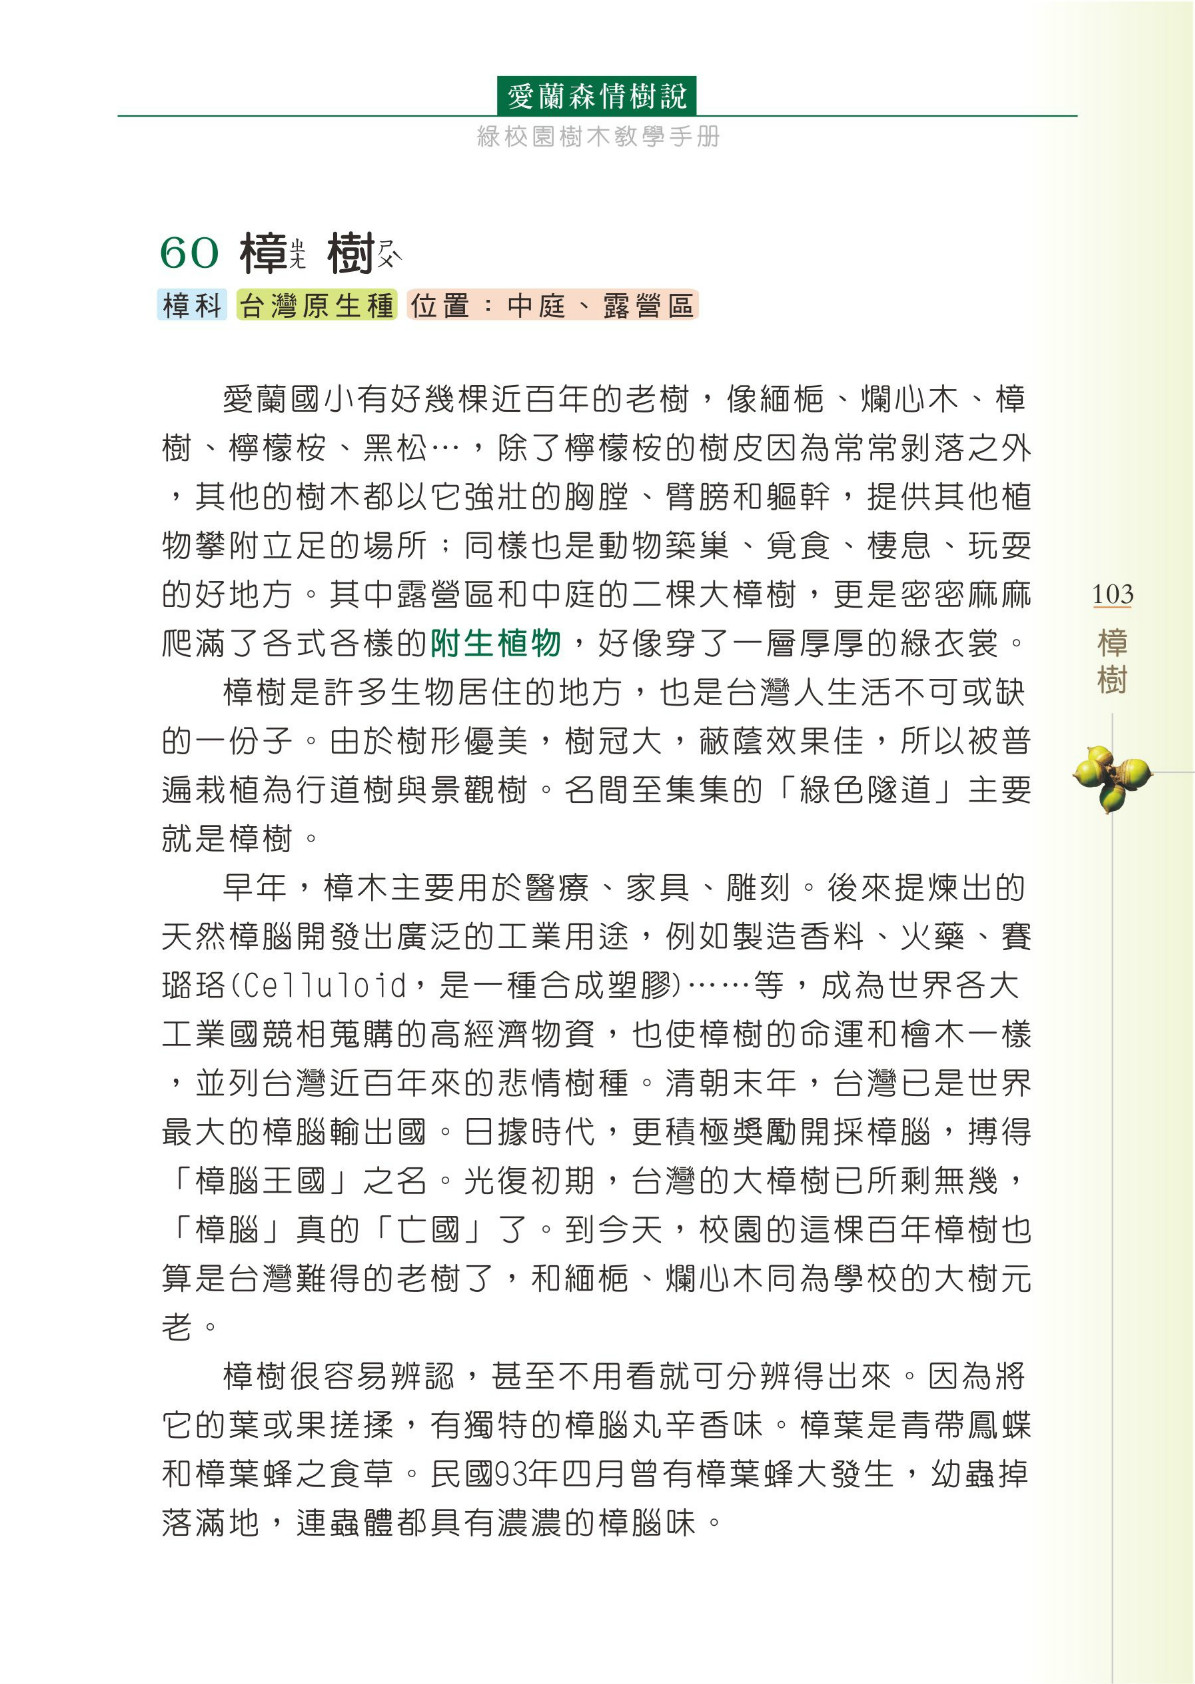 愛蘭森情樹說
綠校園樹木教學手册
60 樟ㄓㄤ 樹ㄕㄨˋ
樟科 台灣原生種 位置：中庭、露營區
愛蘭國小有好幾棵近百年的老樹，像緬梔、爛心木、樟
樹、檸檬桉、黑松…，除了檸檬桉的樹皮因為常常剝落之外
，其他的樹木都以它強壯的胸膛、臂膀和軀幹，提供其他植
物攀附立足的場所；同樣也是動物築巢、覓食、棲息、玩耍
的好地方。其中露營區和中庭的二棵大樟樹，更是密密麻麻
爬滿了各式各樣的附生植物，好像穿了一層厚厚的綠衣裳。
樟樹是許多生物居住的地方，也是台灣人生活不可或缺
的一份子。由於樹形優美，樹冠大，蔽蔭效果佳，所以被普
遍栽植為行道樹與景觀樹。名間至集集的「綠色隧道」主要
就是樟樹。
早年，樟木主要用於醫療、家具、雕刻。後來提煉出的
天然樟腦開發出廣泛的工業用途，例如製造香料、火藥、賽
璐珞(Celluloid，是一種合成塑膠)……等，成為世界各大
工業國競相蒐購的高經濟物資，也使樟樹的命運和檜木一樣
，並列台灣近百年來的悲情樹種。清朝末年，台灣已是世界
最大的樟腦輸出國。日據時代，更積極獎勵開採樟腦，搏得
「樟腦王國」之名。光復初期，台灣的大樟樹已所剩無幾，
「樟腦」真的「亡國」了。到今天，校園的這棵百年樟樹也
算是台灣難得的老樹了，和緬梔、爛心木同為學校的大樹元
老。
樟樹很容易辨認，甚至不用看就可分辨得出來。因為將
它的葉或果搓揉，有獨特的樟腦丸辛香味。樟葉是青帶鳳蝶
和樟葉蜂之食草。民國93年四月曾有樟葉蜂大發生，幼蟲掉
落滿地，連蟲體都具有濃濃的樟腦味。
103
樟樹